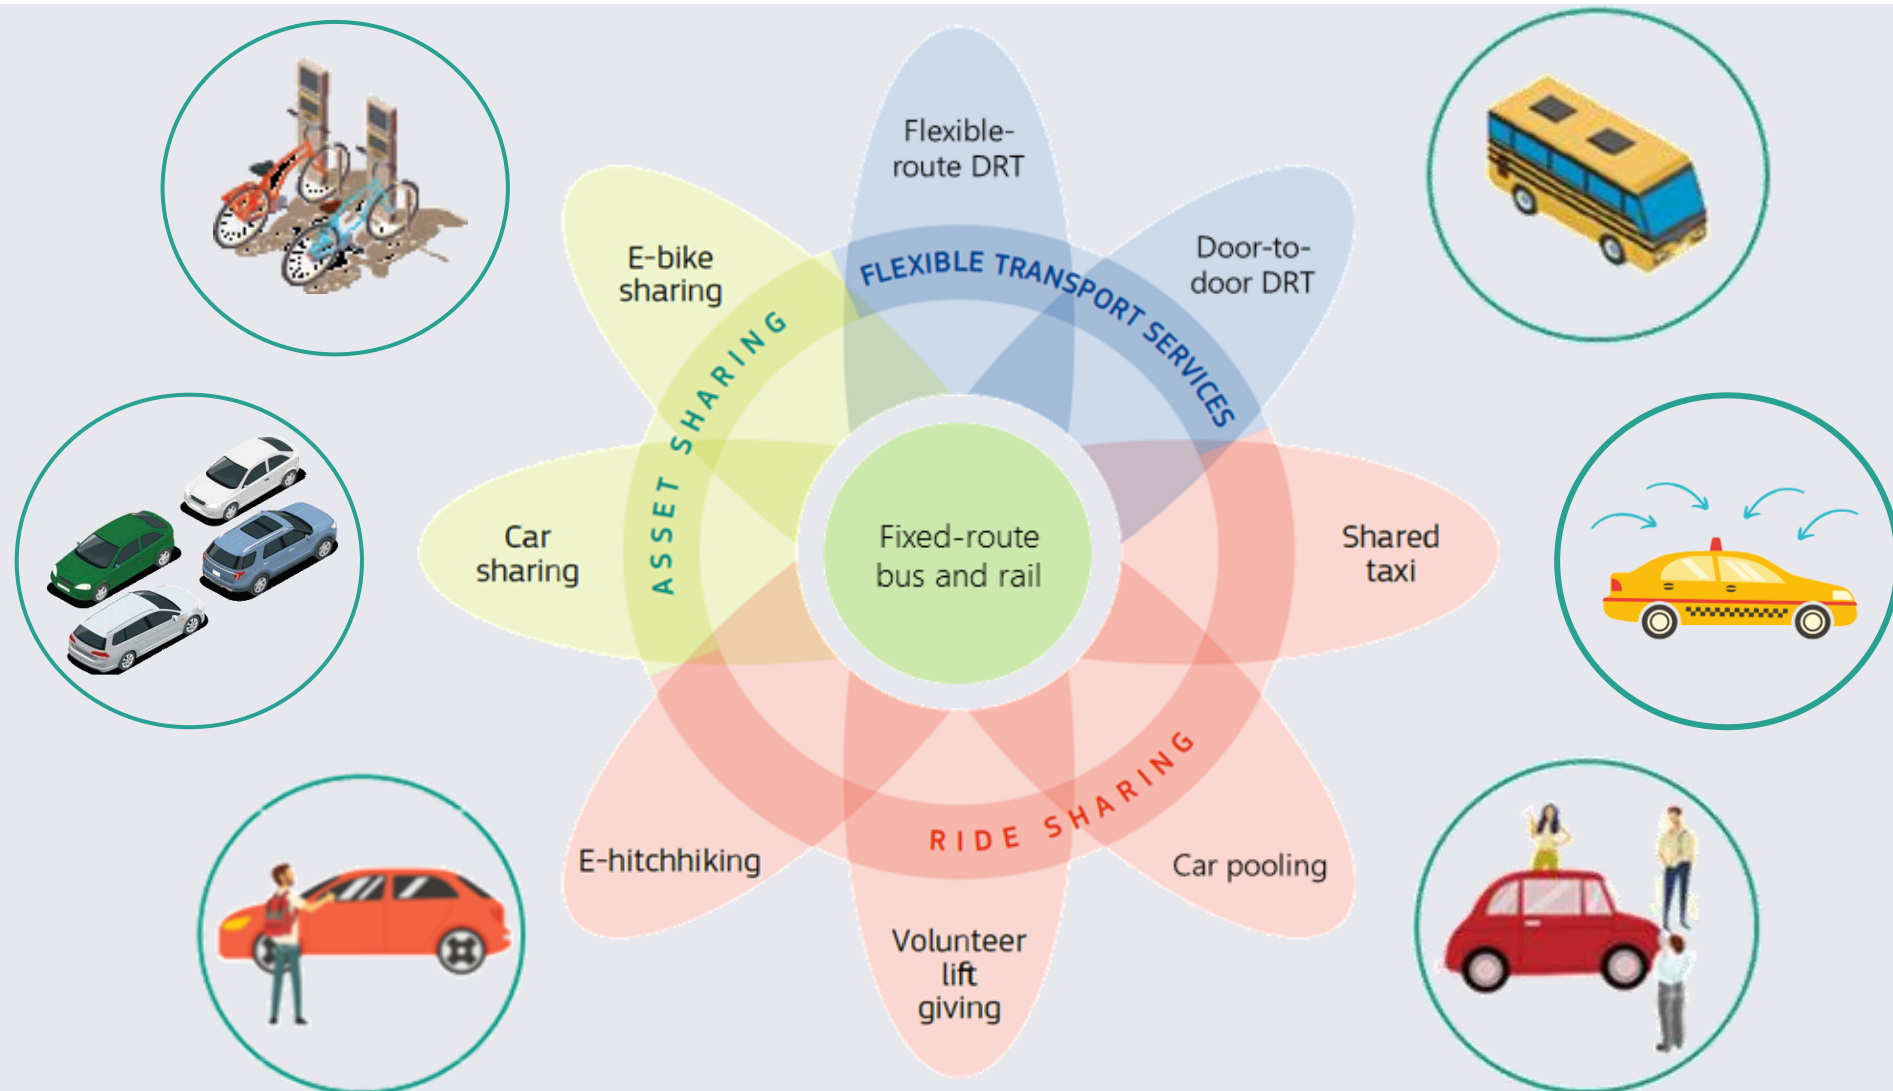 Flexible-
route DRT
Door-to-
door DRT
E-bike
sharing
FLEXIBLE TRANSPORT SERVICES
ASSET SHARING
Car
sharing
Fixed-route
bus and rail
Shared
taxi
RIDE SHARING
E-hitchhiking
Car pooling
Volunteer
lift
giving